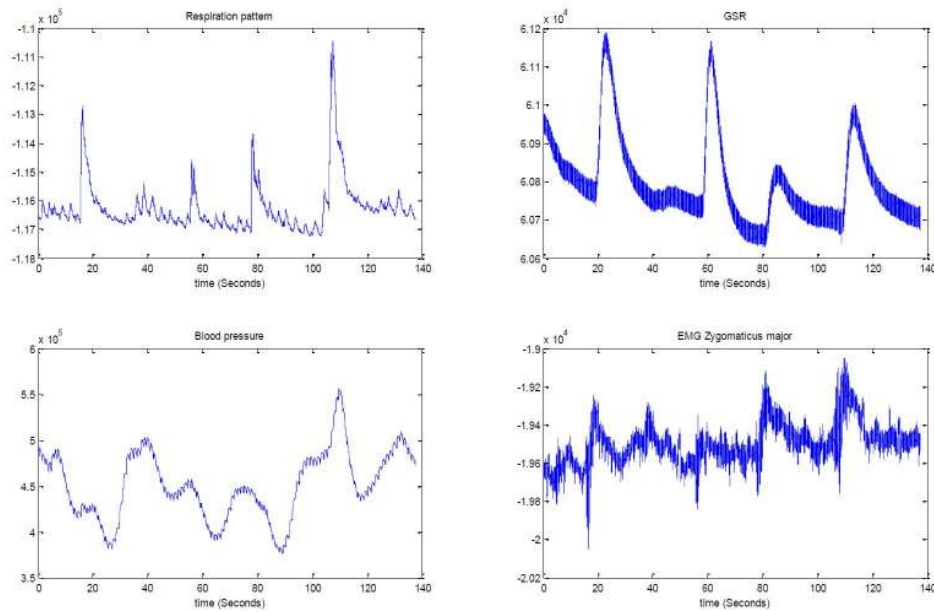 Respiration pattern
x 10^5
-1.1
-1.11
-1.12
-1.13
-1.14
-1.15
-1.16
-1.17
-1.18
0 20 40 60 80 100 120 140
time (Seconds)
GSR
x 10^4
6.12
6.11
6.1
6.09
6.08
6.07
6.06
0 20 40 60 80 100 120 140
time (Seconds)
Blood pressure
x 10^5
6
5.5
5
4.5
4
3.5
0 20 40 60 80 100 120 140
time (Seconds)
EMG Zygomaticus major
x 10^4
-1.9
-1.92
-1.94
-1.96
-1.98
-2
-2.02
0 20 40 60 80 100 120 140
time (Seconds)